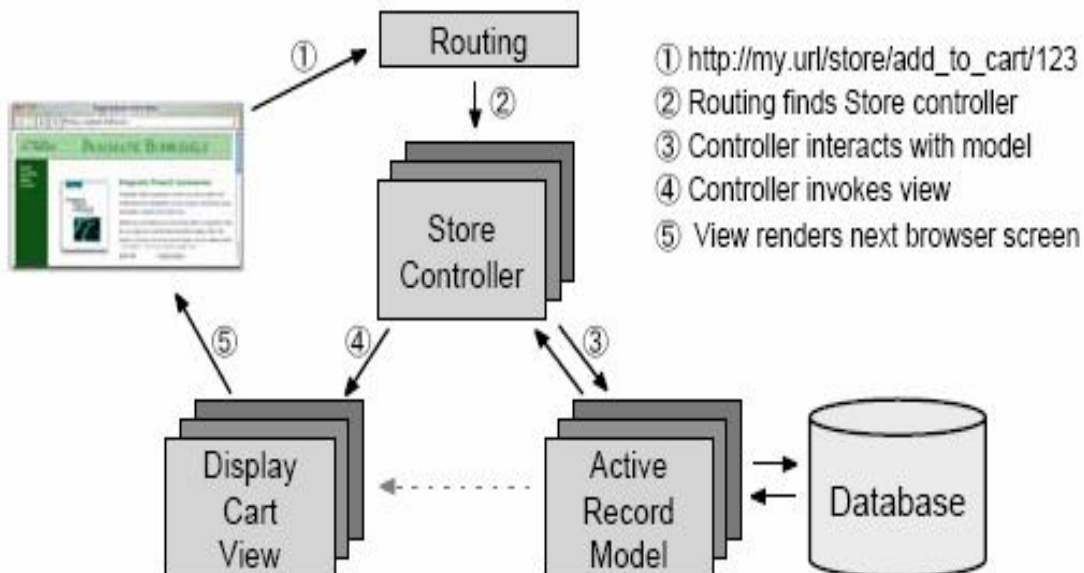 Routing
① http://my.url/store/add_to_cart/123
② Routing finds Store controller
③ Controller interacts with model
④ Controller invokes view
⑤ View renders next browser screen
①
②
Store
Controller
⑤
④
③
Display
Cart
View
Active
Record
Model
Database